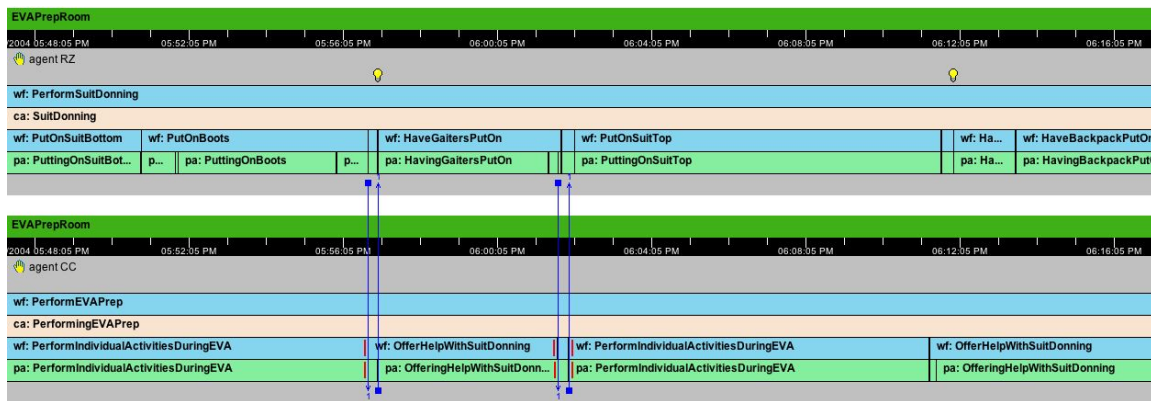 EVAPrepRoom
/2004 05:48:05 PM 05:52:05 PM 05:56:05 PM 06:00:05 PM 06:04:05 PM 06:08:05 PM 06:12:05 PM 06:16:05 PM
agent RZ
wf: PerformSuitDonning
ca: SuitDonning
wf: PutOnSuitBottom wf: PutOnBoots wf: HaveGaitersPutOn wf: PutOnSuitTop wf: Ha... wf: HaveBackpackPutOn
pa: PuttingOnSuitBot... p... pa: PuttingOnBoots p... pa: HavingGaitersPutOn pa: PuttingOnSuitTop pa: Ha... pa: HavingBackpackPut
1 1
EVAPrepRoom
/2004 05:48:05 PM 05:52:05 PM 05:56:05 PM 06:00:05 PM 06:04:05 PM 06:08:05 PM 06:12:05 PM 06:16:05 PM
agent CC
wf: PerformEVAPrep
ca: PerformingEVAPrep
wf: PerformIndividualActivitiesDuringEVA wf: OfferHelpWithSuitDonning wf: PerformIndividualActivitiesDuringEVA wf: OfferHelpWithSuitDonning
pa: PerformIndividualActivitiesDuringEVA pa: OfferingHelpWithSuitDonn... pa: PerformIndividualActivitiesDuringEVA pa: OfferingHelpWithSuitDonning
1 1